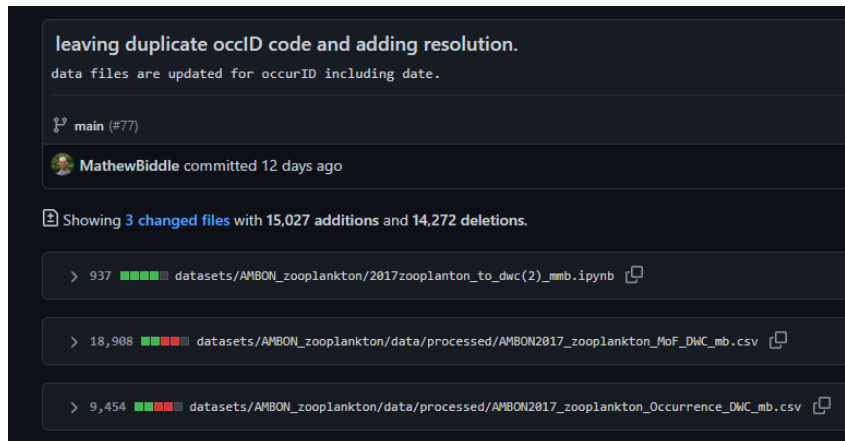 leaving duplicate occID code and adding resolution.
data files are updated for occurID including date.
main (#77)
MathewBiddle committed 12 days ago
Showing 3 changed files with 15,027 additions and 14,272 deletions.
937 datasets/AMBON_zooplankton/2017zooplanton_to_dwc(2)_mmb.ipynb
18,908 datasets/AMBON_zooplankton/data/processed/AMBON2017_zooplankton_MoF_DWC_mb.csv
9,454 datasets/AMBON_zooplankton/data/processed/AMBON2017_zooplankton_Occurrence_DWC_mb.csv